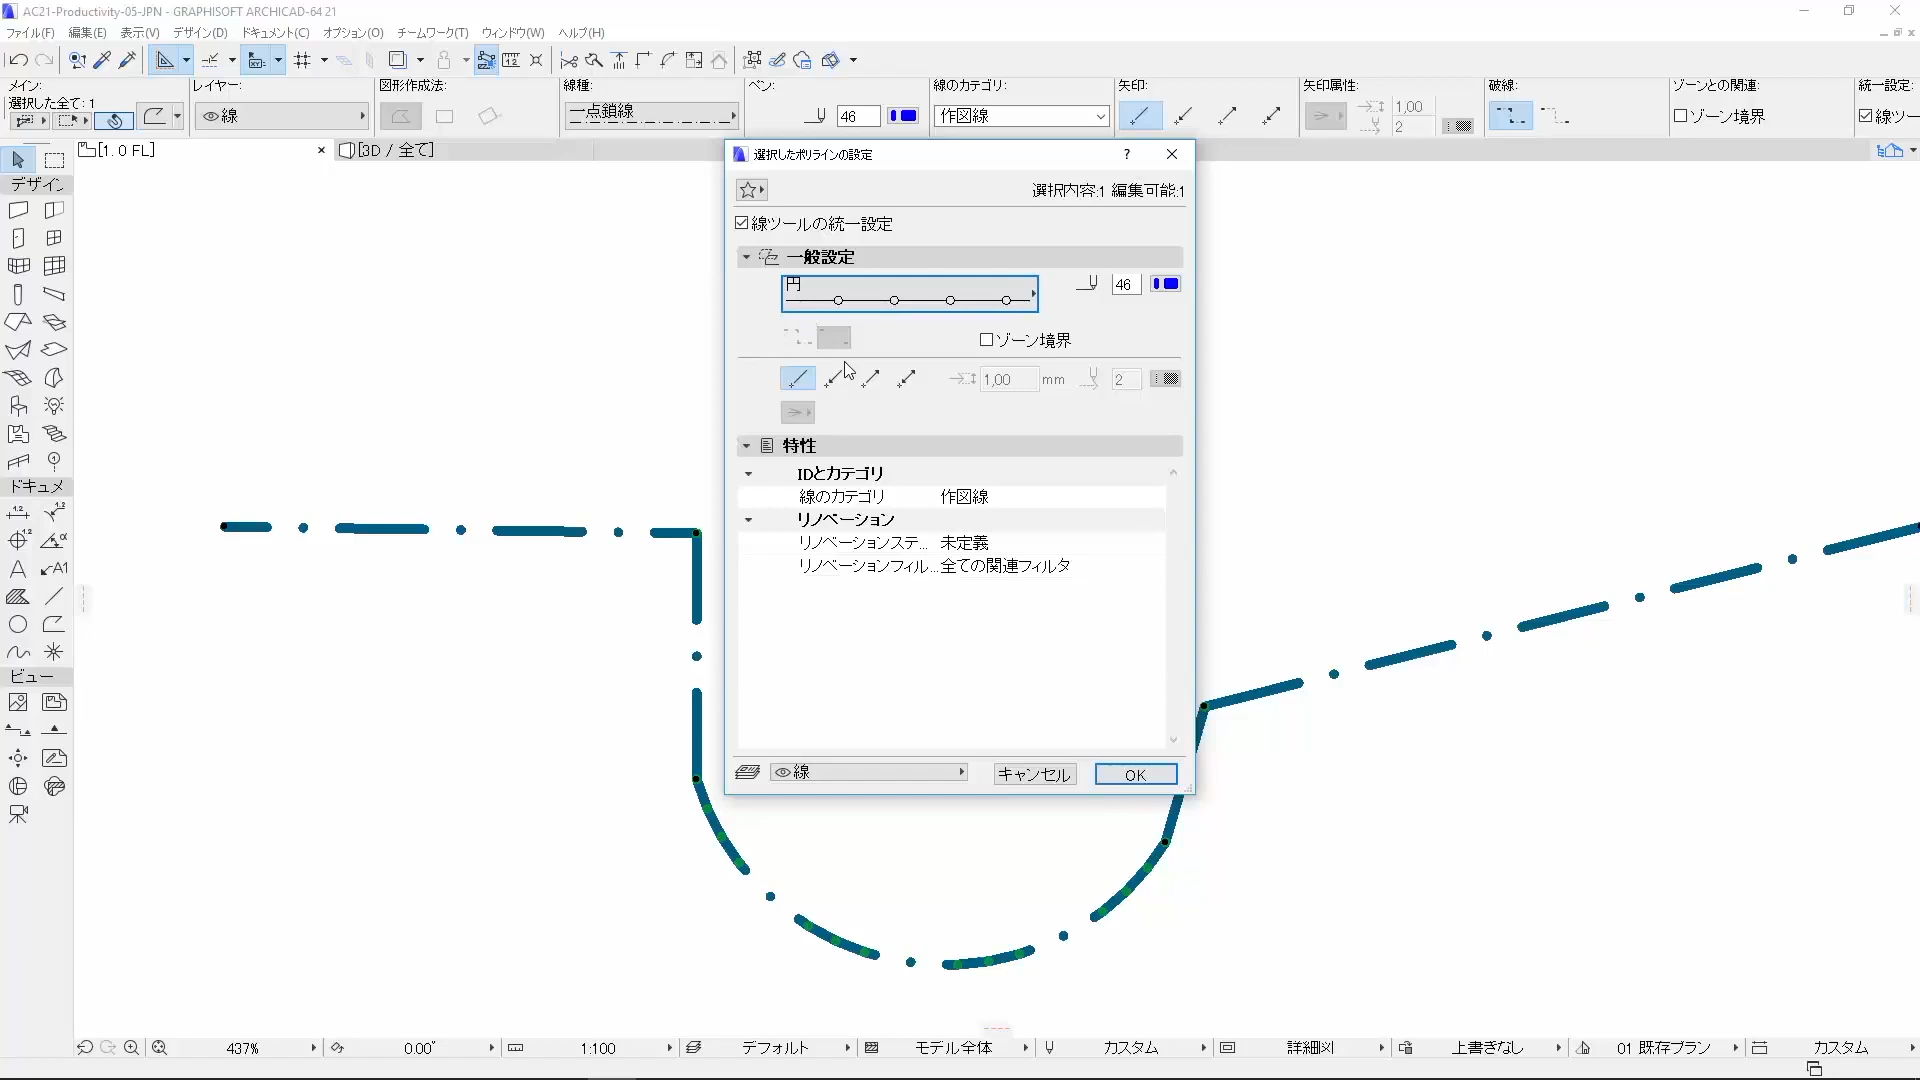 AC21-Productivity-05-JPN - GRAPHISOFT ARCHICAD-64 21
ファイル(F) 編集(E) 表示(V) デザイン(D) ドキュメント(C) オプション(O) チームワーク(T) ウィンドウ(W) ヘルプ(H)
メイン: レイヤー: 図形作成法: 線種: ペン: 線のカテゴリ: 矢印: 矢印属性: 破線: ゾーンとの関連: 統一設定:
選択した全て: 1
線 一点鎖線 46 作図線 1,00 2 ゾーン境界 線ツー
[1. 0 FL] [3D / 全て]
デザイン
ドキュメ
ビュー
選択したポリラインの設定
選択内容:1 編集可能:1
線ツールの統一設定
一般設定
円
46
ゾーン境界
1,00 mm 2
特性
IDとカテゴリ
線のカテゴリ 作図線
リノベーション
リノベーションステ... 未定義
リノベーションフィル... 全ての関連フィルタ
線 キャンセル OK
437% 0.00° 1:100 デフォルト モデル全体 カスタム 詳細図 上書きなし 01 既存プラン カスタム